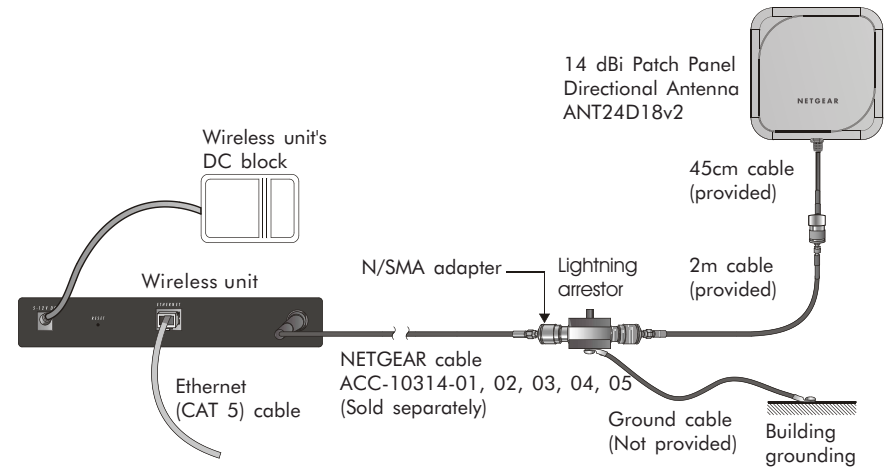 14 dBi Patch Panel
Directional Antenna
ANT24D18v2
NETGEAR
Wireless unit's
DC block
45cm cable
(provided)
Wireless unit
N/SMA adapter
Lightning
arrestor
2m cable
(provided)
RESET
ETHERNET
NETGEAR cable
ACC-10314-01, 02, 03, 04, 05
(Sold separately)
Ethernet
(CAT 5) cable
Ground cable
(Not provided)
Building
grounding